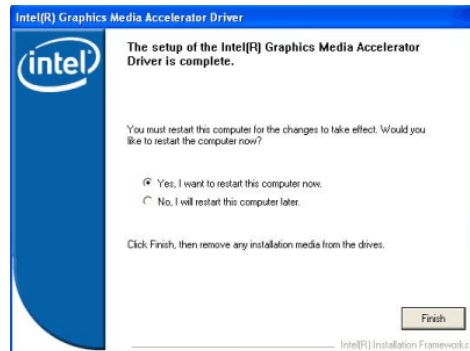 Intel(R) Graphics Media Accelerator Driver
intel
The setup of the Intel(R) Graphics Media Accelerator
Driver is complete.
You must restart this computer for the changes to take effect. Would you
like to restart the computer now?
Yes, I want to restart this computer now.
No, I will restart this computer later.
Click Finish, then remove any installation media from the drives.
Finish
Intel(R) Installation Frameworks